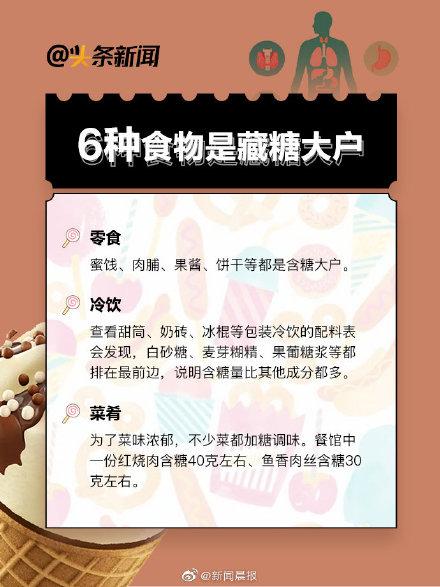 @头条新闻
6种食物是藏糖大户
零食
蜜饯、肉脯、果酱、饼干等都是含糖大户。
冷饮
查看甜筒、奶砖、冰棍等包装冷饮的配料表
会发现，白砂糖、麦芽糊精、果葡糖浆等都
排在最前边，说明含糖量比其他成分都多。
菜肴
为了菜味浓郁，不少菜都加糖调味。餐馆中
一份红烧肉含糖40克左右、鱼香肉丝含糖30
克左右。
@新闻晨报